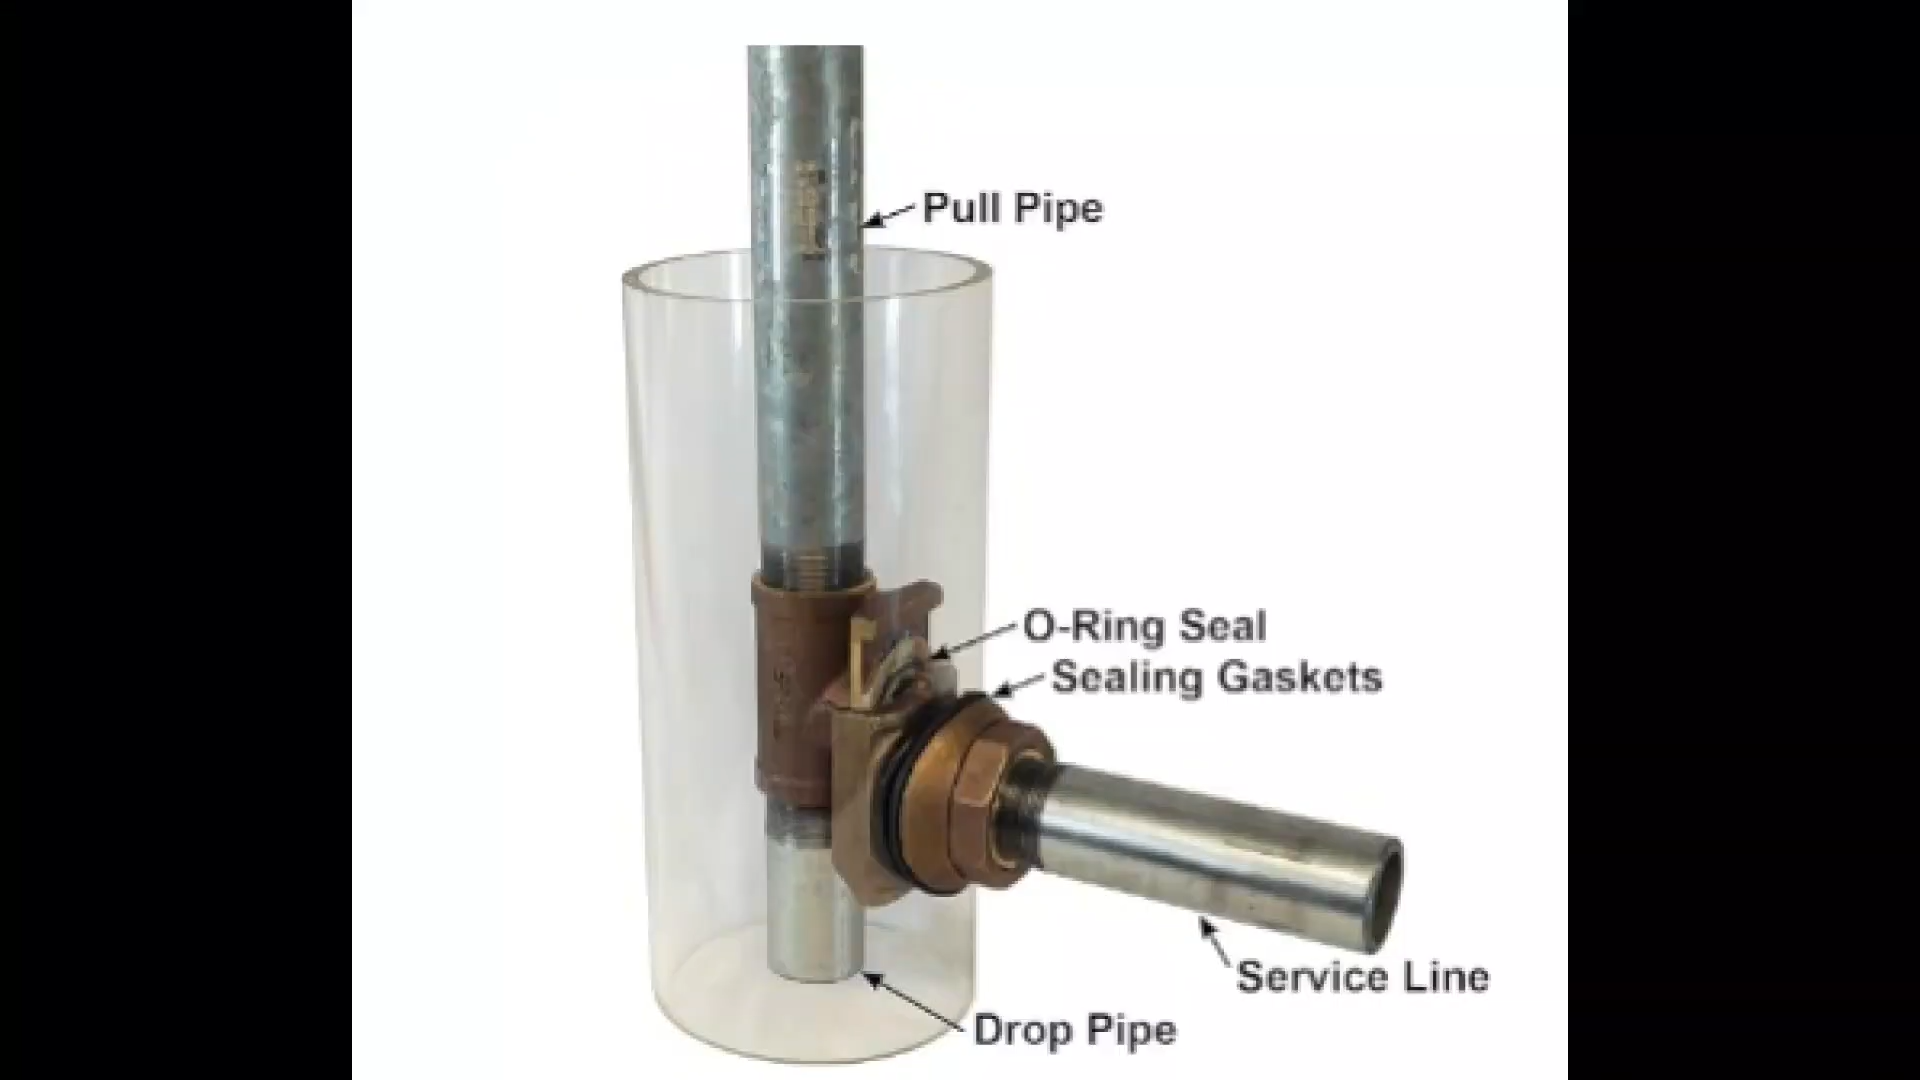 Pull Pipe
O-Ring Seal
Sealing Gaskets
Service Line
Drop Pipe